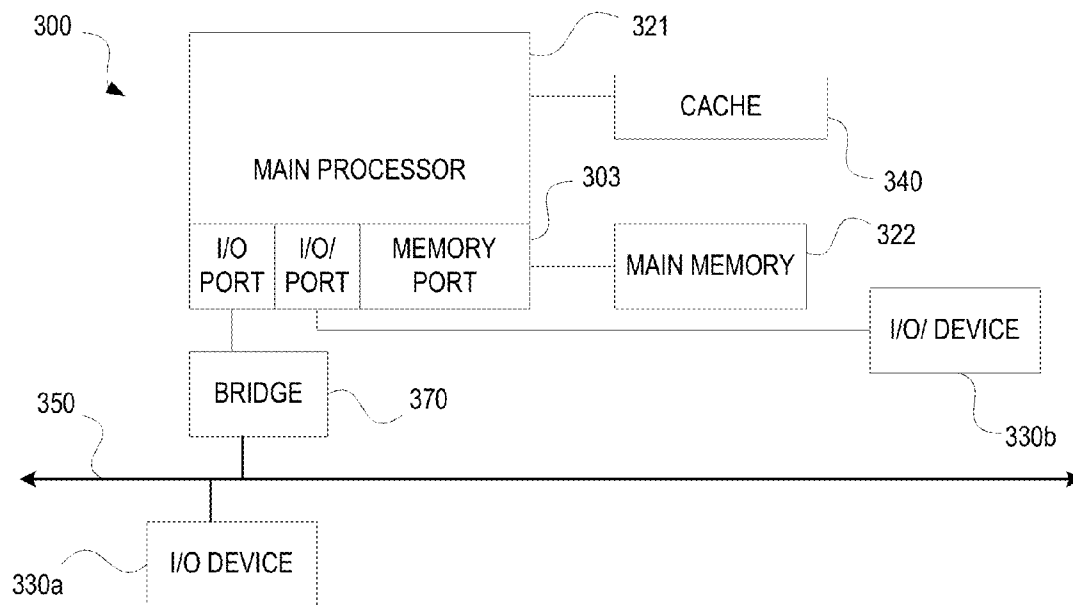 300
321
CACHE
340
MAIN PROCESSOR
303
I/O
PORT
I/O/
PORT
MEMORY
PORT
322
MAIN MEMORY
I/O/ DEVICE
330b
BRIDGE
370
350
I/O DEVICE
330a